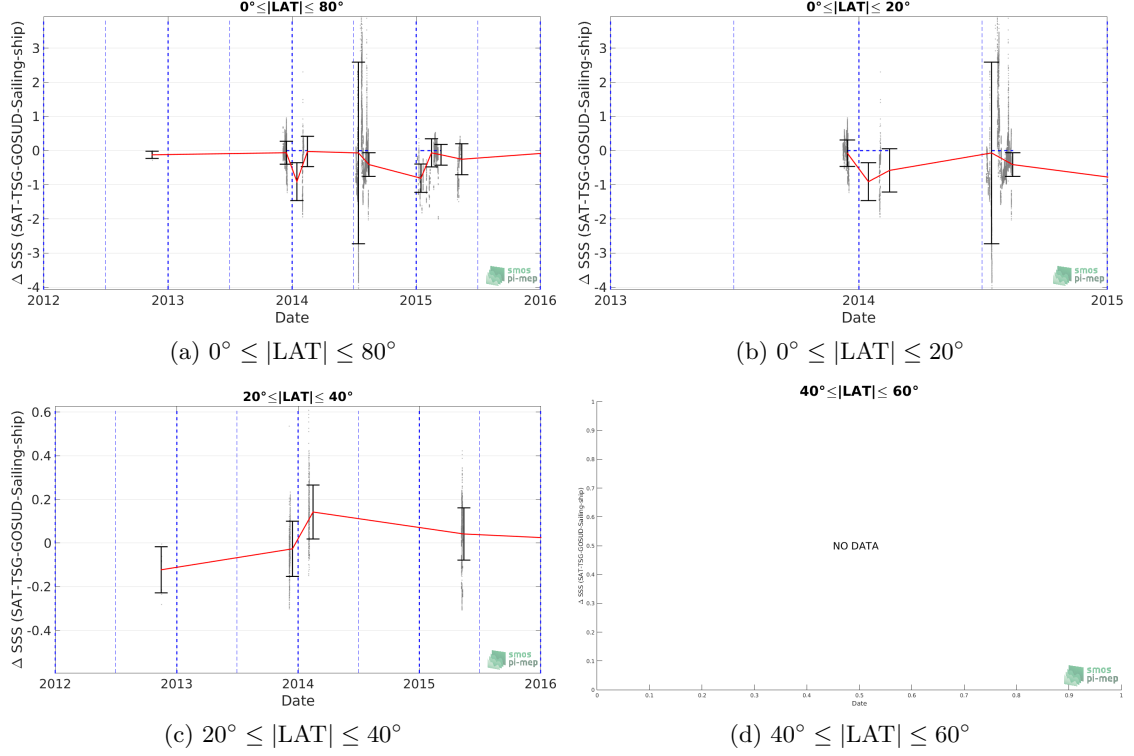 0°≤|LAT|≤ 80°
Δ SSS (SAT-TSG-GOSUD-Sailing-ship)
3
2
1
0
-1
-2
-3
-4
2012
2013
2014
2015
2016
Date
smos
pi-mep
(a) 0° ≤ |LAT| ≤ 80°
0°≤|LAT|≤ 20°
Δ SSS (SAT-TSG-GOSUD-Sailing-ship)
3
2
1
0
-1
-2
-3
-4
2013
2014
2015
Date
smos
pi-mep
(b) 0° ≤ |LAT| ≤ 20°
20°≤|LAT|≤ 40°
Δ SSS (SAT-TSG-GOSUD-Sailing-ship)
0.6
0.4
0.2
0
-0.2
-0.4
2012
2013
2014
2015
2016
Date
smos
pi-mep
(c) 20° ≤ |LAT| ≤ 40°
40°≤|LAT|≤ 60°
Δ SSS (SAT-TSG-GOSUD-Sailing-ship)
1
0.9
0.8
0.7
0.6
0.5
0.4
0.3
0.2
0.1
0
NO DATA
0
0.1
0.2
0.3
0.4
0.5
0.6
0.7
0.8
0.9
1
Date
smos
pi-mep
(d) 40° ≤ |LAT| ≤ 60°